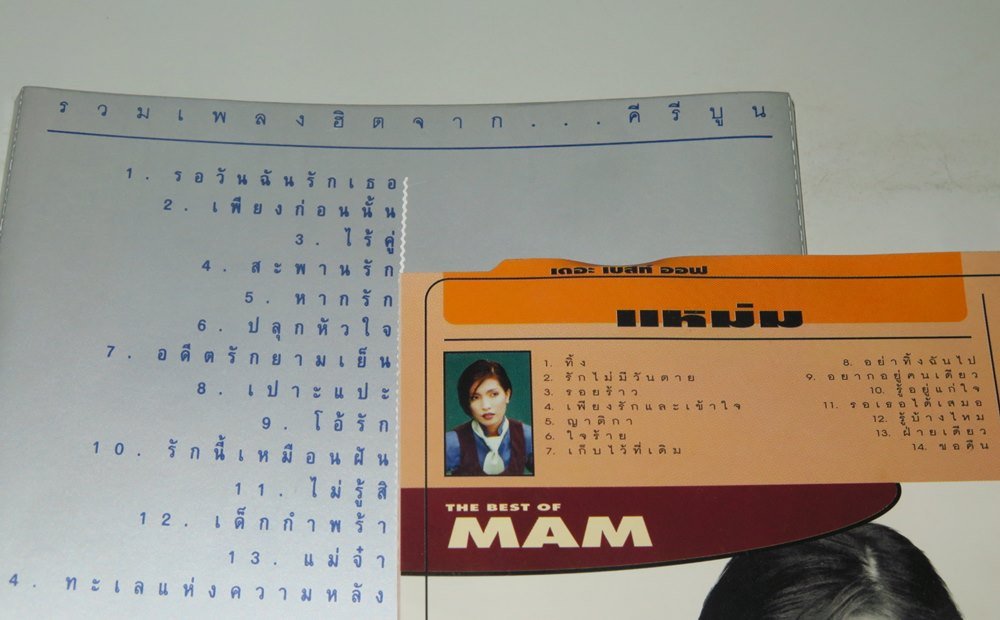 รวมเพลงฮิตจาก...คีรีบูน
1. รอวันฉันรักเธอ
2. เพียงก่อนนั้น
3. ไร้คู่
4. สะพานรัก
5. หากรัก
6. ปลุกหัวใจ
7. อดีตรักยามเย็น
8. เปาะแปะ
9. โอ้รัก
10. รักนี้เหมือนฝัน
11. ไม่รู้สิ
12. เด็กกำพร้า
13. แม่จ๋า
4. ทะเลแห่งความหลัง
เดอะ เบสท์ ออฟ
แหม่ม
1. ทิ้ง
2. รักไม่มีวันตาย
3. รอยร้าว
4. เพียงรักและเข้าใจ
5. ญาติกา
6. ใจร้าย
7. เก็บไว้ที่เดิม
8. อย่าทิ้งฉันไป
9. อยากอยู่คนเดียว
10. รู้อยู่แก่ใจ
11. รอเธอได้เสมอ
12. รู้บ้างไหม
13. ฝ่ายเดียว
14. ขอคืน
THE BEST OF
MAM